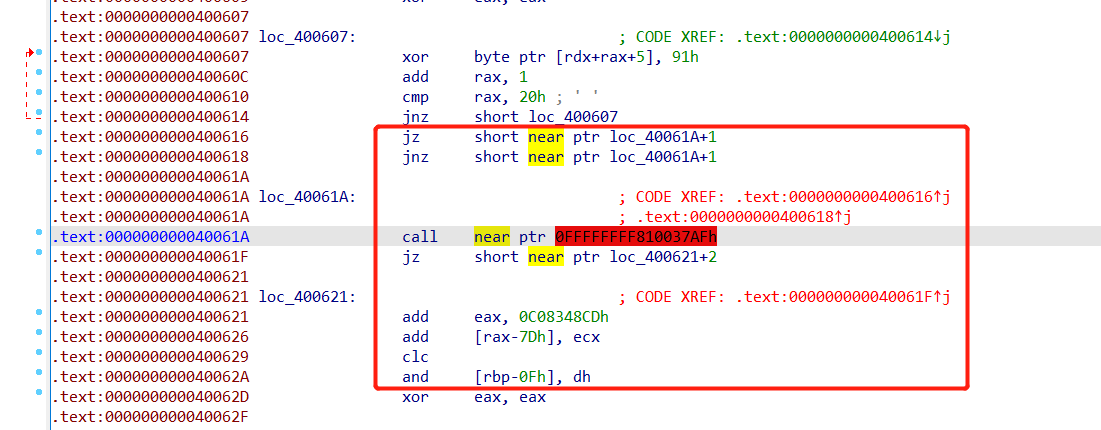 .text:0000000000400607
.text:0000000000400607 loc_400607: ; CODE XREF: .text:0000000000400614↓j
.text:0000000000400607 xor byte ptr [rdx+rax+5], 91h
.text:000000000040060C add rax, 1
.text:0000000000400610 cmp rax, 20h ; ' '
.text:0000000000400614 jnz short loc_400607
.text:0000000000400616 jz short near ptr loc_40061A+1
.text:0000000000400618 jnz short near ptr loc_40061A+1
.text:000000000040061A
.text:000000000040061A loc_40061A: ; CODE XREF: .text:0000000000400616↑j
.text:000000000040061A ; .text:0000000000400618↑j
.text:000000000040061A call near ptr 0FFFFFFFF810037AFh
.text:000000000040061F jz short near ptr loc_400621+2
.text:0000000000400621
.text:0000000000400621 loc_400621: ; CODE XREF: .text:000000000040061F↑j
.text:0000000000400621 add eax, 0C08348CDh
.text:0000000000400626 add [rax-7Dh], ecx
.text:0000000000400629 clc
.text:000000000040062A and [rbp-0Fh], dh
.text:000000000040062D xor eax, eax
.text:000000000040062F